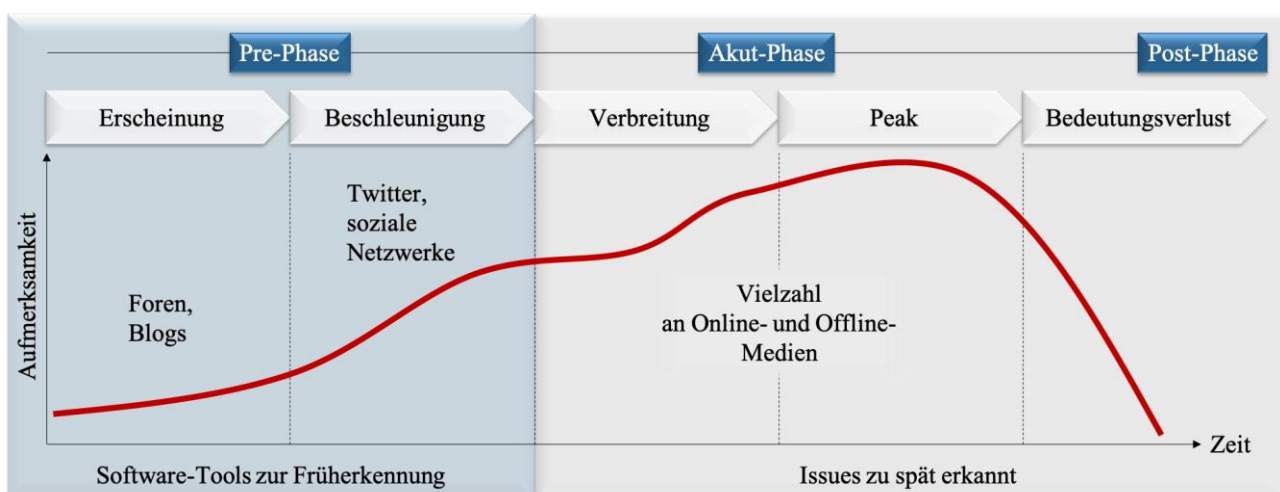 Pre-Phase
Akut-Phase
Post-Phase
Erscheinung
Beschleunigung
Verbreitung
Peak
Bedeutungsverlust
Aufmerksamkeit
Twitter,
soziale
Netzwerke
Foren,
Blogs
Vielzahl
an Online- und Offline-
Medien
Zeit
Software-Tools zur Früherkennung
Issues zu spät erkannt